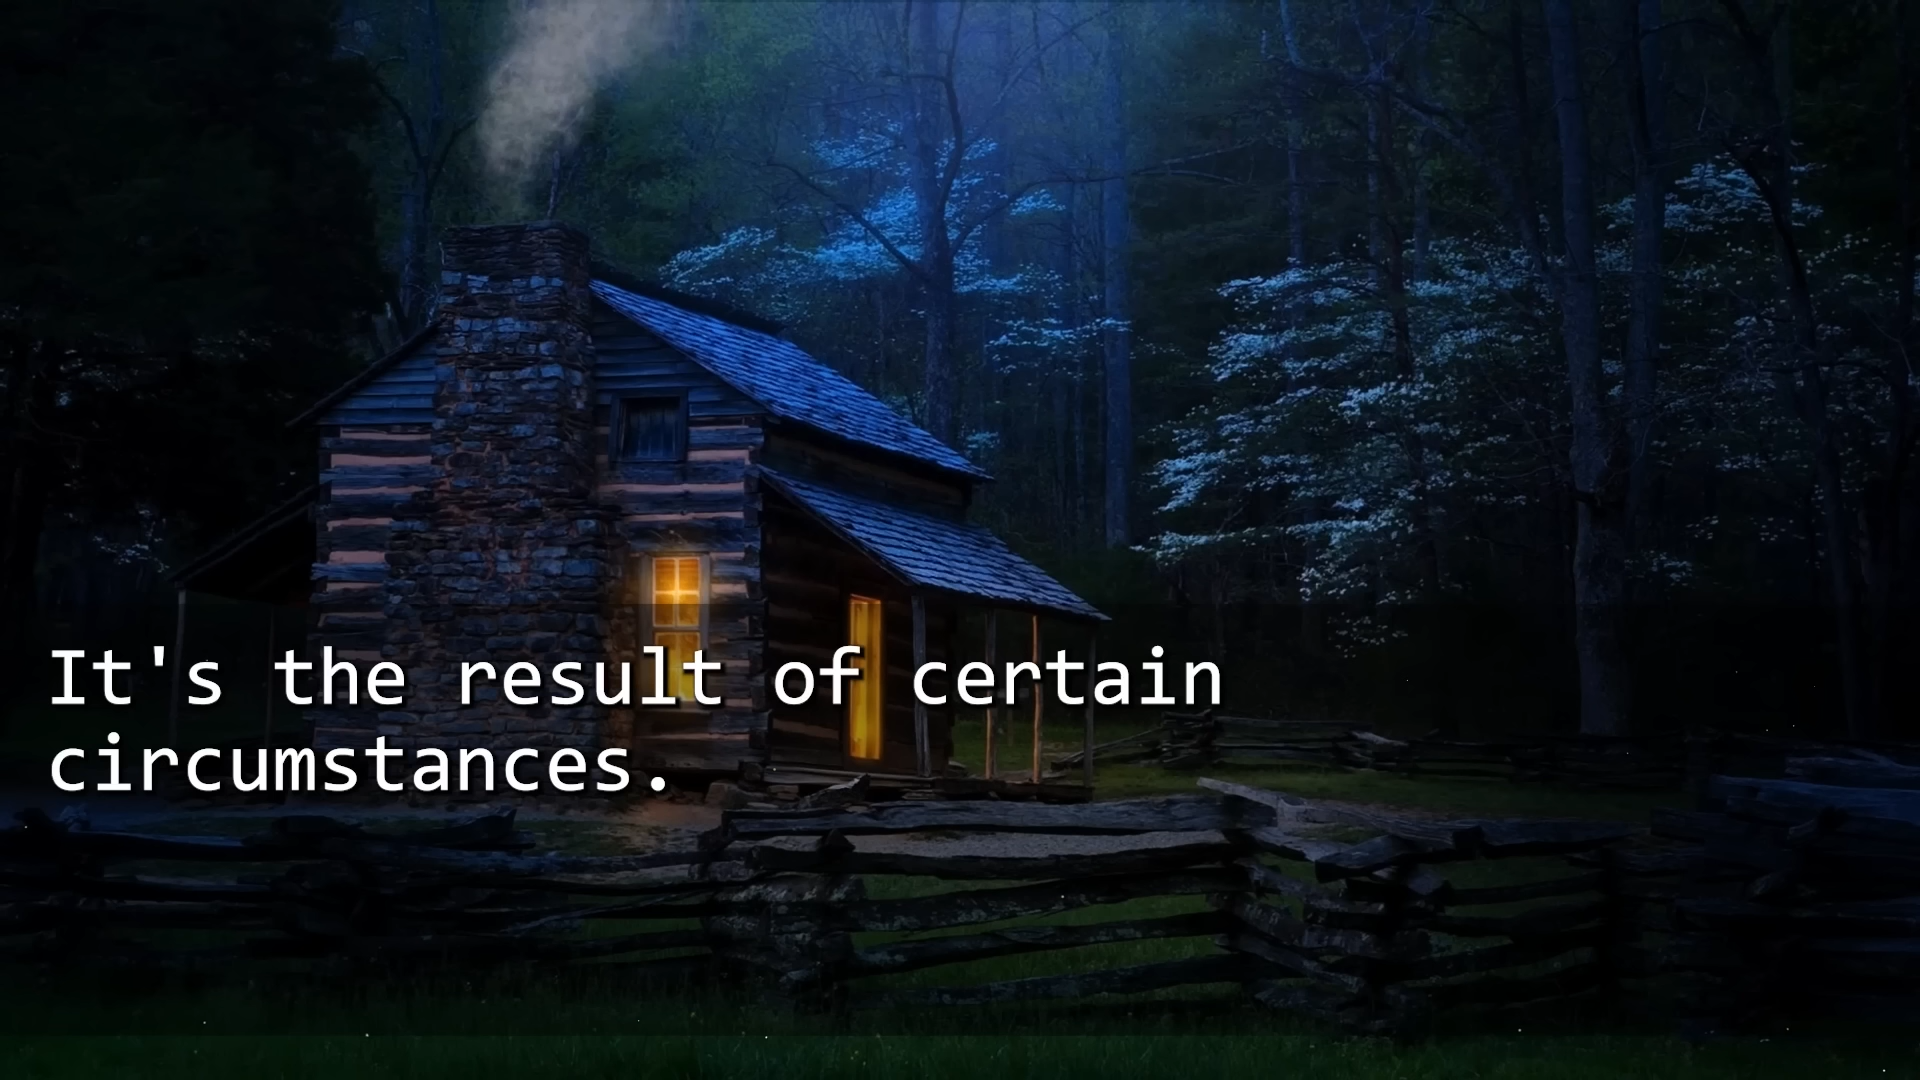 It's the result of certain
circumstances.